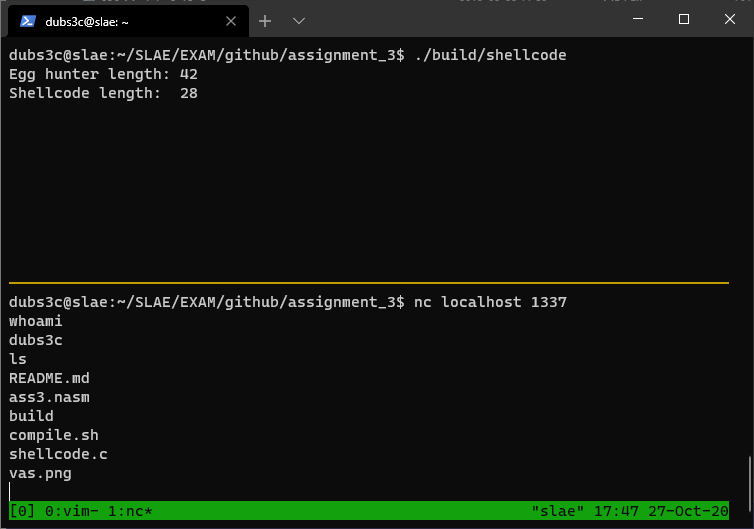 dubs3c@slae: ~
dubs3c@slae:~/SLAE/EXAM/github/assignment_3$ ./build/shellcode
Egg hunter length: 42
Shellcode length:  28
dubs3c@slae:~/SLAE/EXAM/github/assignment_3$ nc localhost 1337
whoami
dubs3c
ls
README.md
ass3.nasm
build
compile.sh
shellcode.c
vas.png
[0] 0:vim- 1:nc* "slae" 17:47 27-Oct-20